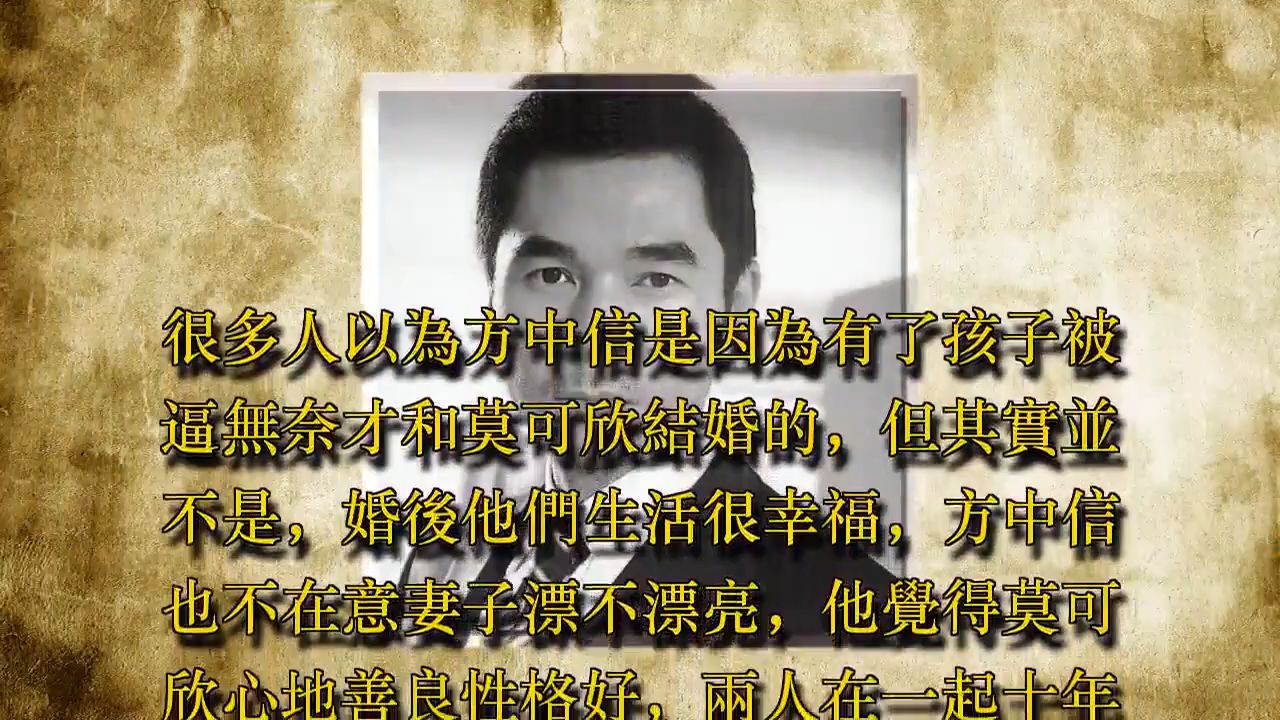 很多人以為方中信是因為有了孩子被
逼無奈才和莫可欣結婚的，但其實並
不是，婚後他們生活很幸福，方中信
也不在意妻子漂不漂亮，他覺得莫可
欣心地善良性格好，兩人在一起十年